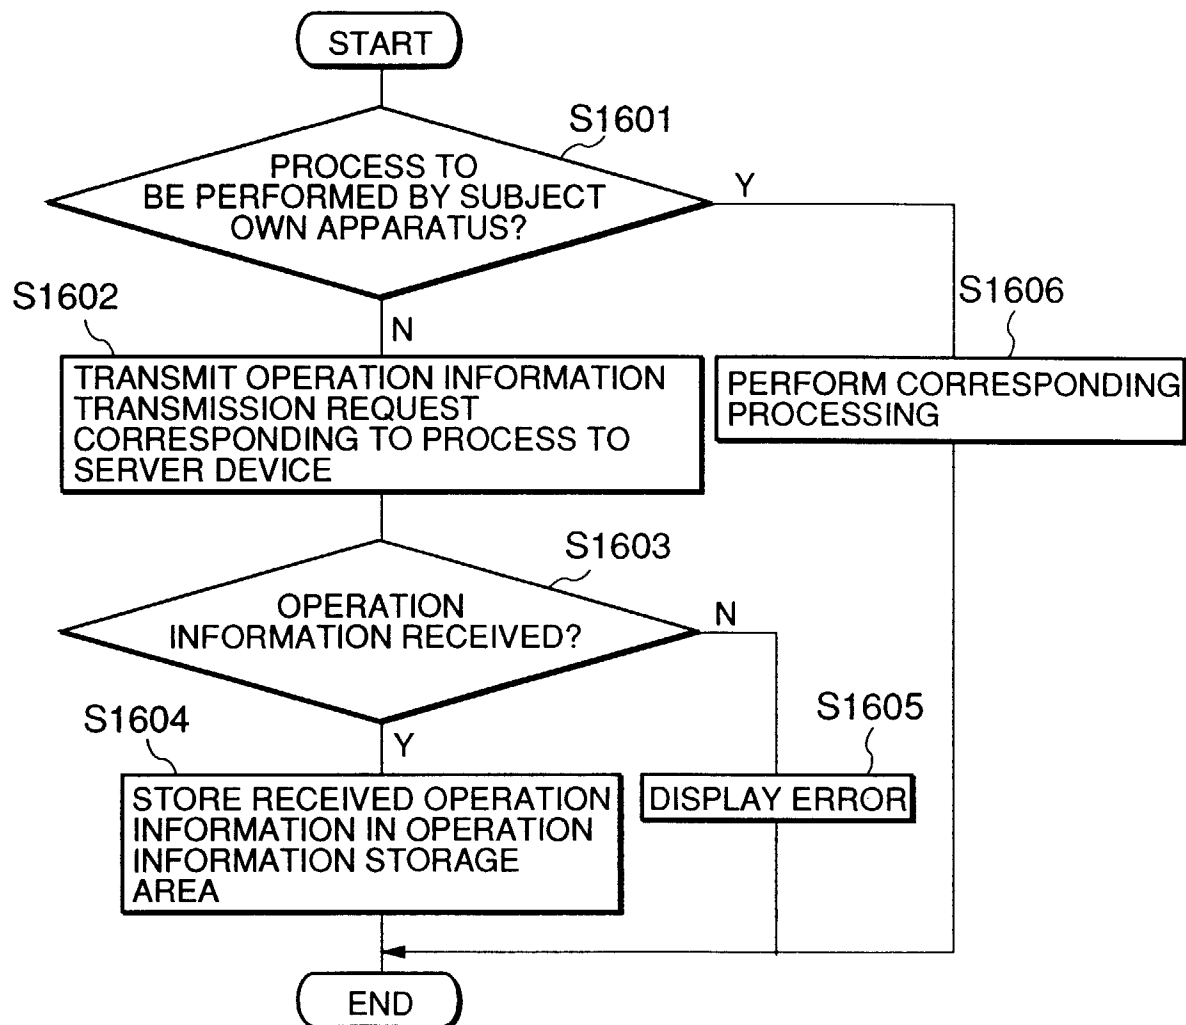 START
S1601
PROCESS TO
BE PERFORMED BY SUBJECT
OWN APPARATUS?
Y
S1602
N
S1606
TRANSMIT OPERATION INFORMATION
TRANSMISSION REQUEST
CORRESPONDING TO PROCESS TO
SERVER DEVICE
PERFORM CORRESPONDING
PROCESSING
S1603
OPERATION
INFORMATION RECEIVED?
N
S1604
Y
S1605
STORE RECEIVED OPERATION
INFORMATION IN OPERATION
INFORMATION STORAGE
AREA
DISPLAY ERROR
END